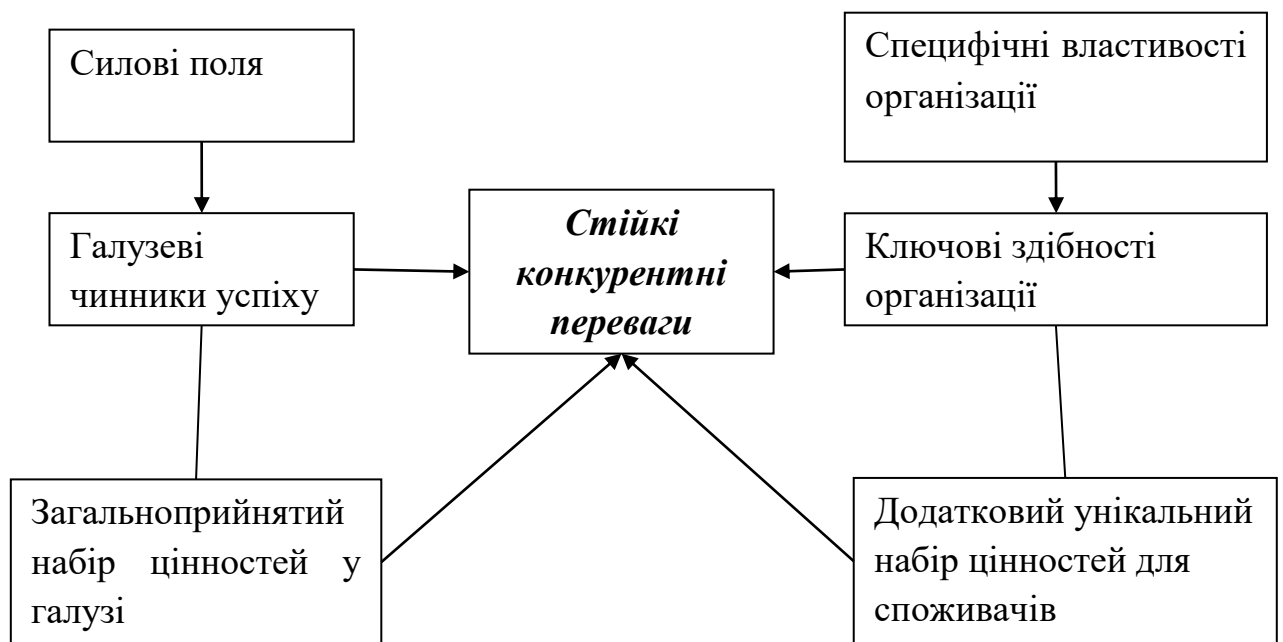 Силові поля
Специфічні властивості
організації
Галузеві
чинники успіху
Стійкі
конкурентні
переваги
Ключові здібності
організації
Загальноприйнятий
набір цінностей у
галузі
Додатковий унікальний
набір цінностей для
споживачів